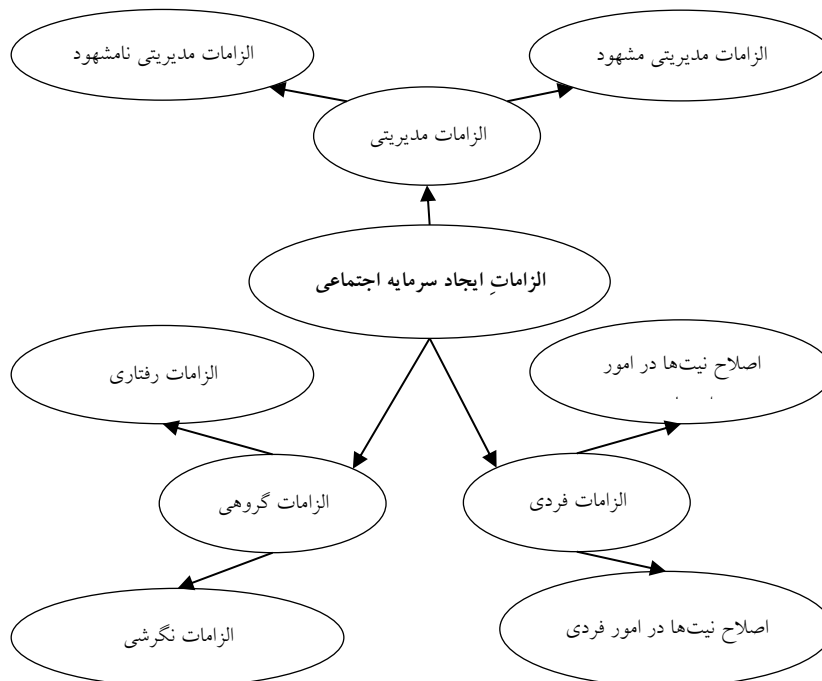 الزامات مدیریتی مشهود
الزامات مدیریتی نامشهود
الزامات مدیریتی
الزاماتِ ایجاد سرمایه اجتماعی
اصلاح نیت‌ها در امور
الزامات رفتاری
الزامات فردی
الزامات گروهی
اصلاح نیت‌ها در امور فردی
الزامات نگرشی